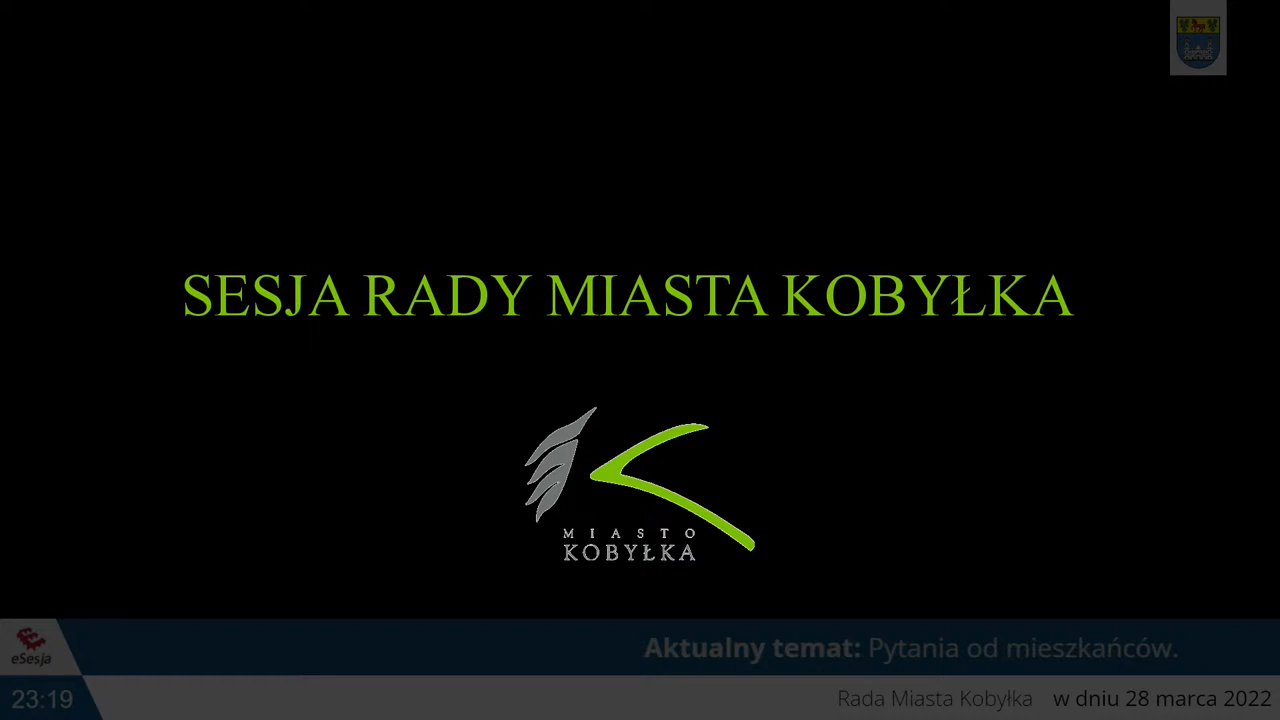 SESJA RADY MIASTA KOBYŁKA
MIASTO
KOBYŁKA
eSesja
Aktualny temat: Pytania od mieszkańców.
23:19
Rada Miasta Kobyłka w dniu 28 marca 2022